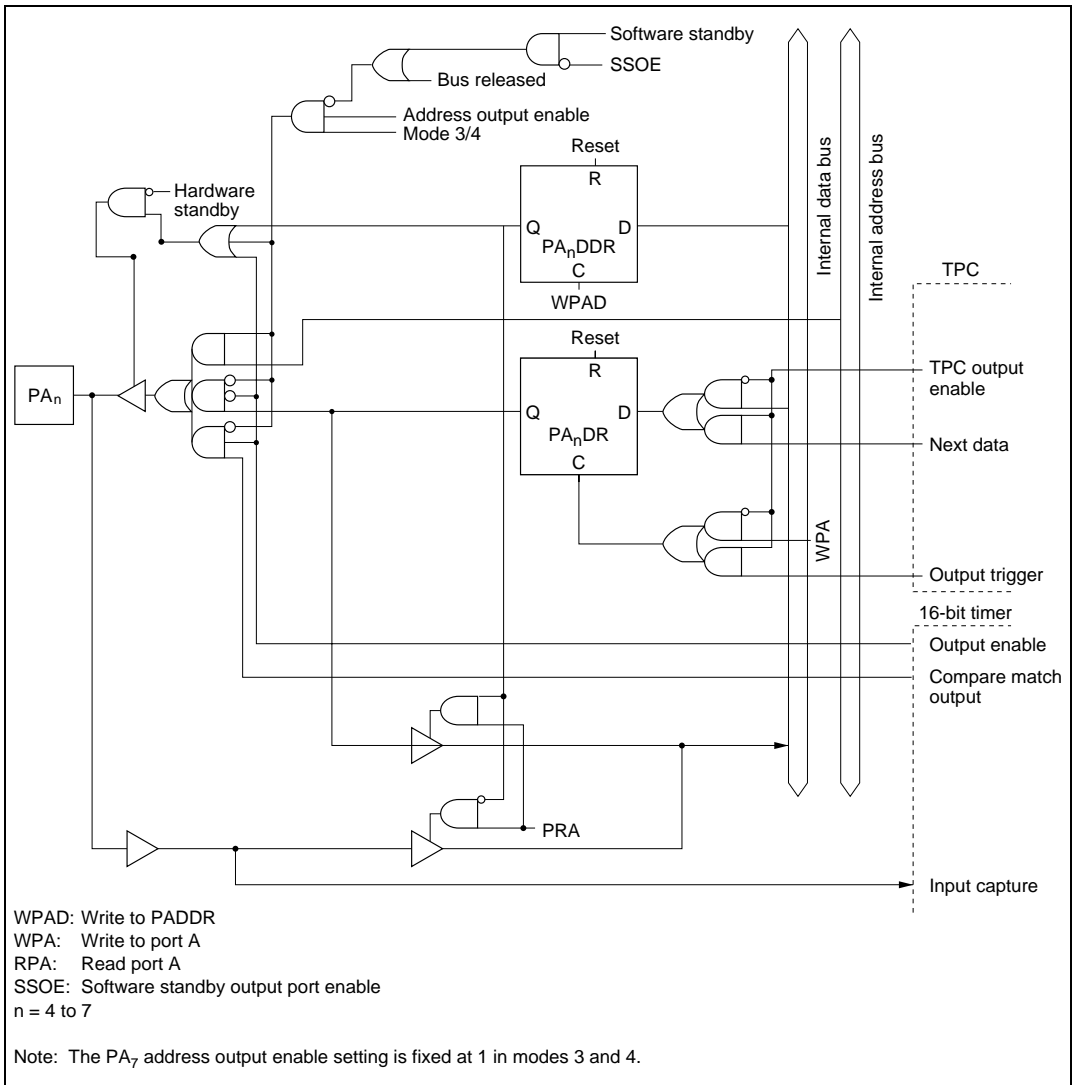 Software standby
SSOE
Bus released
Address output enable
Mode 3/4
Reset
R
Hardware
standby
Q
D
PAnDDR
C
WPAD
Internal data bus
Internal address bus
TPC
Reset
R
PAn
Q
D
PAnDR
C
TPC output
enable
Next data
WPA
Output trigger
16-bit timer
Output enable
Compare match
output
PRA
Input capture
WPAD: Write to PADDR
WPA: Write to port A
RPA: Read port A
SSOE: Software standby output port enable
n = 4 to 7
Note: The PA7 address output enable setting is fixed at 1 in modes 3 and 4.